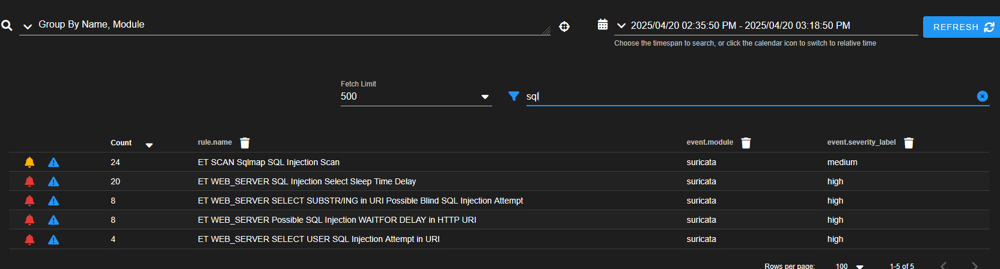 Group By Name, Module
2025/04/20 02:35:50 PM - 2025/04/20 03:18:50 PM
REFRESH
Choose the timespan to search, or click the calendar icon to switch to relative time
Fetch Limit
500
sql
Count rule.name event.module event.severity_label
24 ET SCAN Sqlmap SQL Injection Scan suricata medium
20 ET WEB_SERVER SQL Injection Select Sleep Time Delay suricata high
8 ET WEB_SERVER SELECT SUBSTR/ING in URI Possible Blind SQL Injection Attempt suricata high
8 ET WEB_SERVER Possible SQL Injection WAITFOR DELAY in HTTP URI suricata high
4 ET WEB_SERVER SELECT USER SQL Injection Attempt in URI suricata high
Rows per page: 100 1-5 of 5